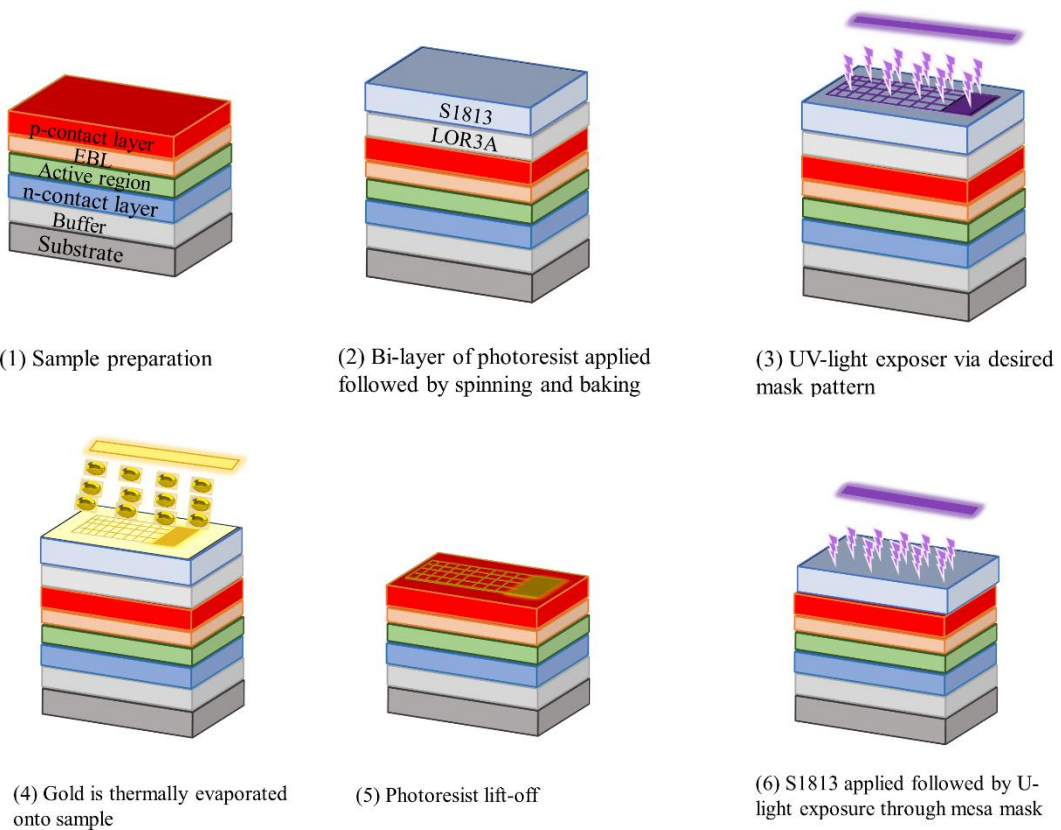 p-contact layer
EBL
Active region
n-contact layer
Buffer
Substrate
S1813
LOR3A
(1) Sample preparation
(2) Bi-layer of photoresist applied
followed by spinning and baking
(3) UV-light exposer via desired
mask pattern
(4) Gold is thermally evaporated
onto sample
(5) Photoresist lift-off
(6) S1813 applied followed by U-
light exposure through mesa mask